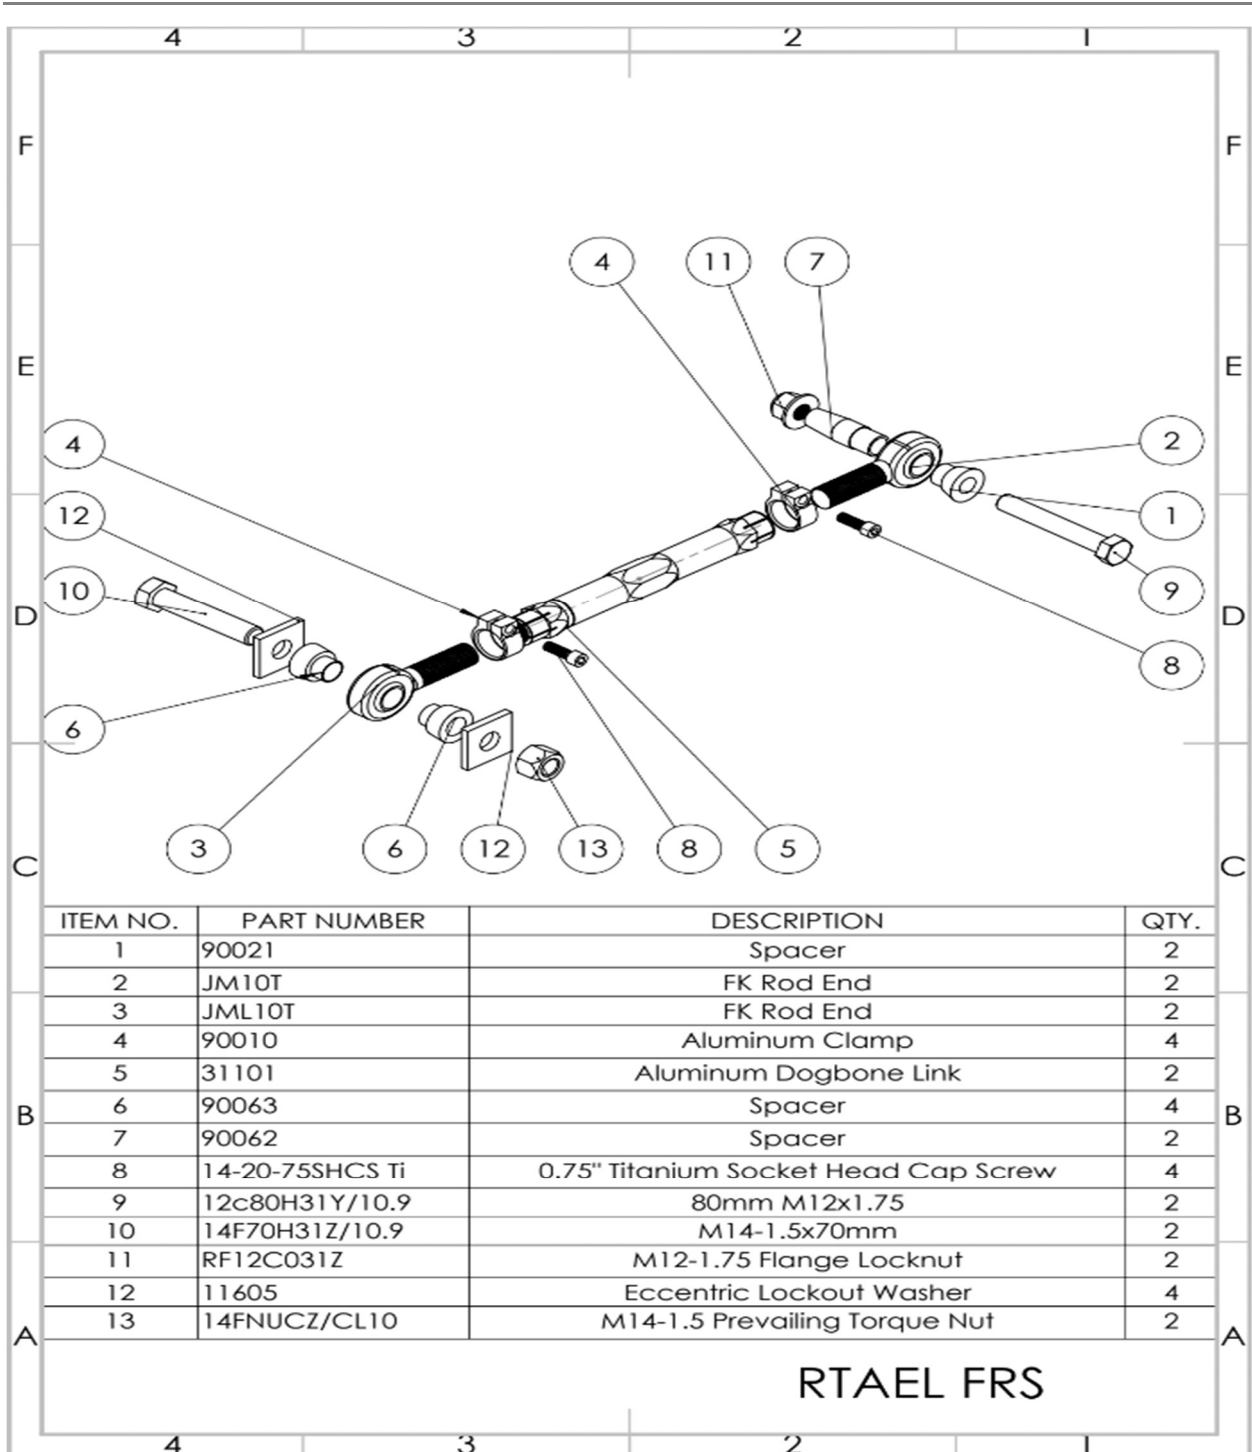 4 3 2 1
F F
4 11 7
E E
4 2
12 1
10 9
D D
8
6
3 6 12 13 8 5
C C
ITEM NO. PART NUMBER DESCRIPTION QTY.
1 90021 Spacer 2
2 JM10T FK Rod End 2
3 JML10T FK Rod End 2
4 90010 Aluminum Clamp 4
5 31101 Aluminum Dogbone Link 2
B B
6 90063 Spacer 4
7 90062 Spacer 2
8 14-20-75SHCS Ti 0.75" Titanium Socket Head Cap Screw 4
9 12c80H31Y/10.9 80mm M12x1.75 2
10 14F70H31Z/10.9 M14-1.5x70mm 2
11 RF12C031Z M12-1.75 Flange Locknut 2
12 11605 Eccentric Lockout Washer 4
13 14FNUCZ/CL10 M14-1.5 Prevailing Torque Nut 2
A A
RTAEL FRS
4 3 2 1